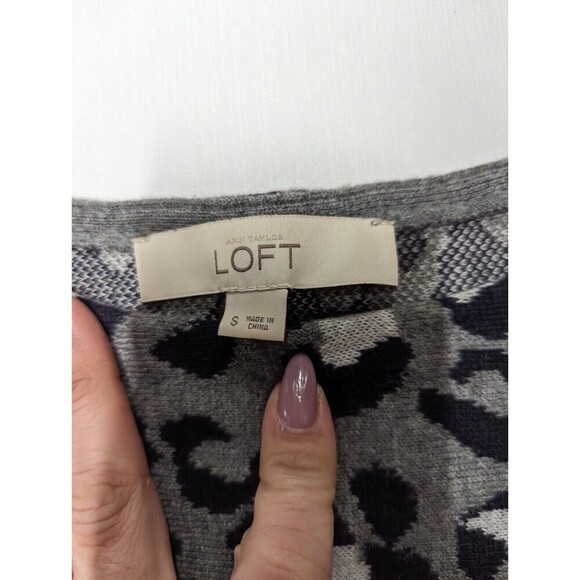 ANN TAYLOR
LOFT
S MADE IN
CHINA